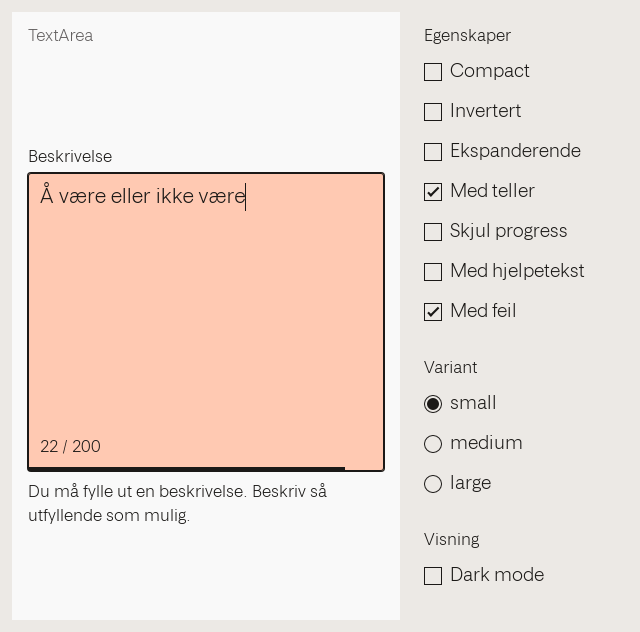 TextArea
Beskrivelse
Å være eller ikke være
22 / 200
Du må fylle ut en beskrivelse. Beskriv så
utfyllende som mulig.
Egenskaper
Compact
Invertert
Ekspanderende
Med teller
Skjul progress
Med hjelpetekst
Med feil
Variant
small
medium
large
Visning
Dark mode